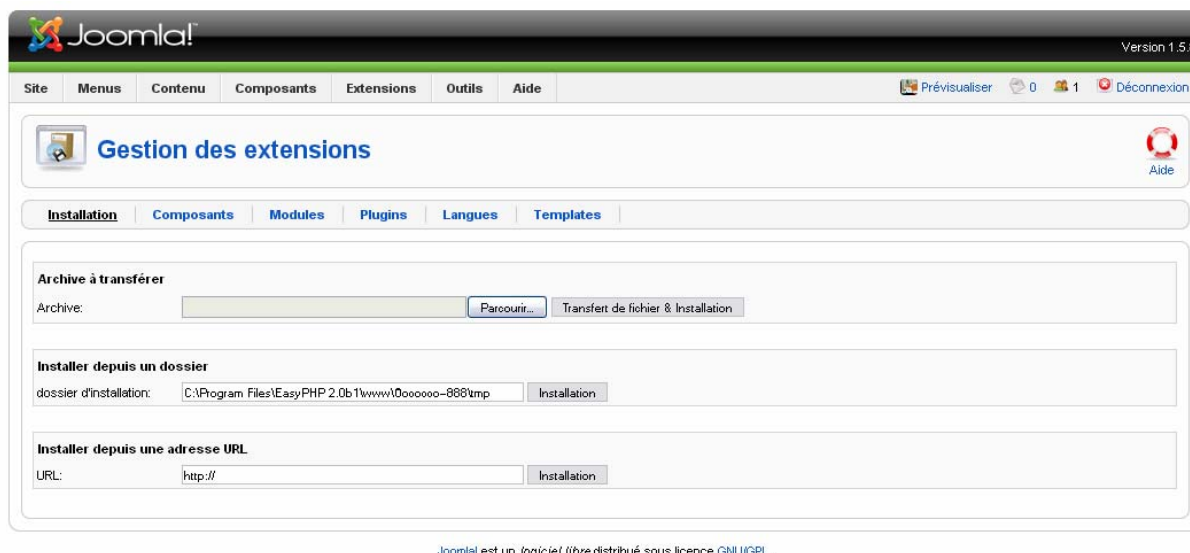 Joomla!
Version 1.5.
Site Menus Contenu Composants Extensions Outils Aide Prévisualiser 0 1 Déconnexion
Gestion des extensions
Aide
Installation Composants Modules Plugins Langues Templates
Archive à transférer
Archive: Parcourir... Transfert de fichier & Installation
Installer depuis un dossier
dossier d'installation: C:\Program Files\EasyPHP 2.0b1\www\0oooooo-888\tmp Installation
Installer depuis une adresse URL
URL: http:// Installation
Joomla! est un logiciel libre distribué sous licence GNU/GPL